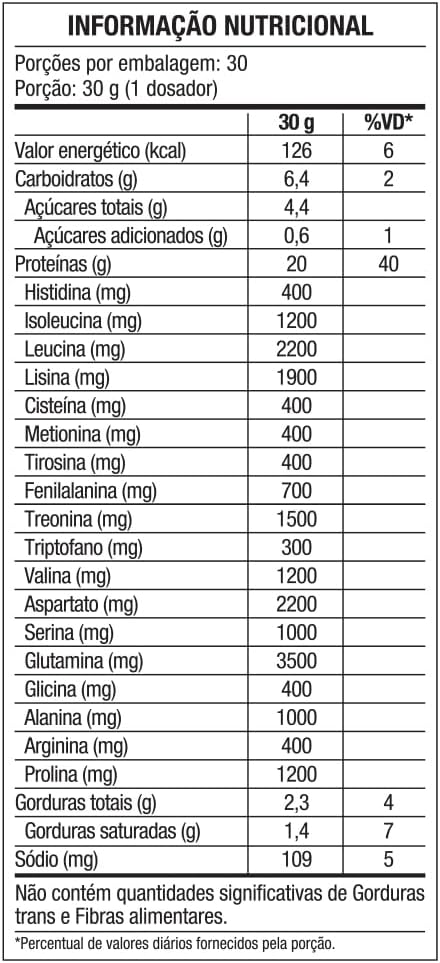 INFORMAÇÃO NUTRICIONAL
Porções por embalagem: 30
Porção: 30 g (1 dosador)
30 g %VD*
Valor energético (kcal) 126 6
Carboidratos (g) 6,4 2
Açúcares totais (g) 4,4
Açúcares adicionados (g) 0,6 1
Proteínas (g) 20 40
Histidina (mg) 400
Isoleucina (mg) 1200
Leucina (mg) 2200
Lisina (mg) 1900
Cisteína (mg) 400
Metionina (mg) 400
Tirosina (mg) 400
Fenilalanina (mg) 700
Treonina (mg) 1500
Triptofano (mg) 300
Valina (mg) 1200
Aspartato (mg) 2200
Serina (mg) 1000
Glutamina (mg) 3500
Glicina (mg) 400
Alanina (mg) 1000
Arginina (mg) 400
Prolina (mg) 1200
Gorduras totais (g) 2,3 4
Gorduras saturadas (g) 1,4 7
Sódio (mg) 109 5
Não contém quantidades significativas de Gorduras
trans e Fibras alimentares.
*Percentual de valores diários fornecidos pela porção.